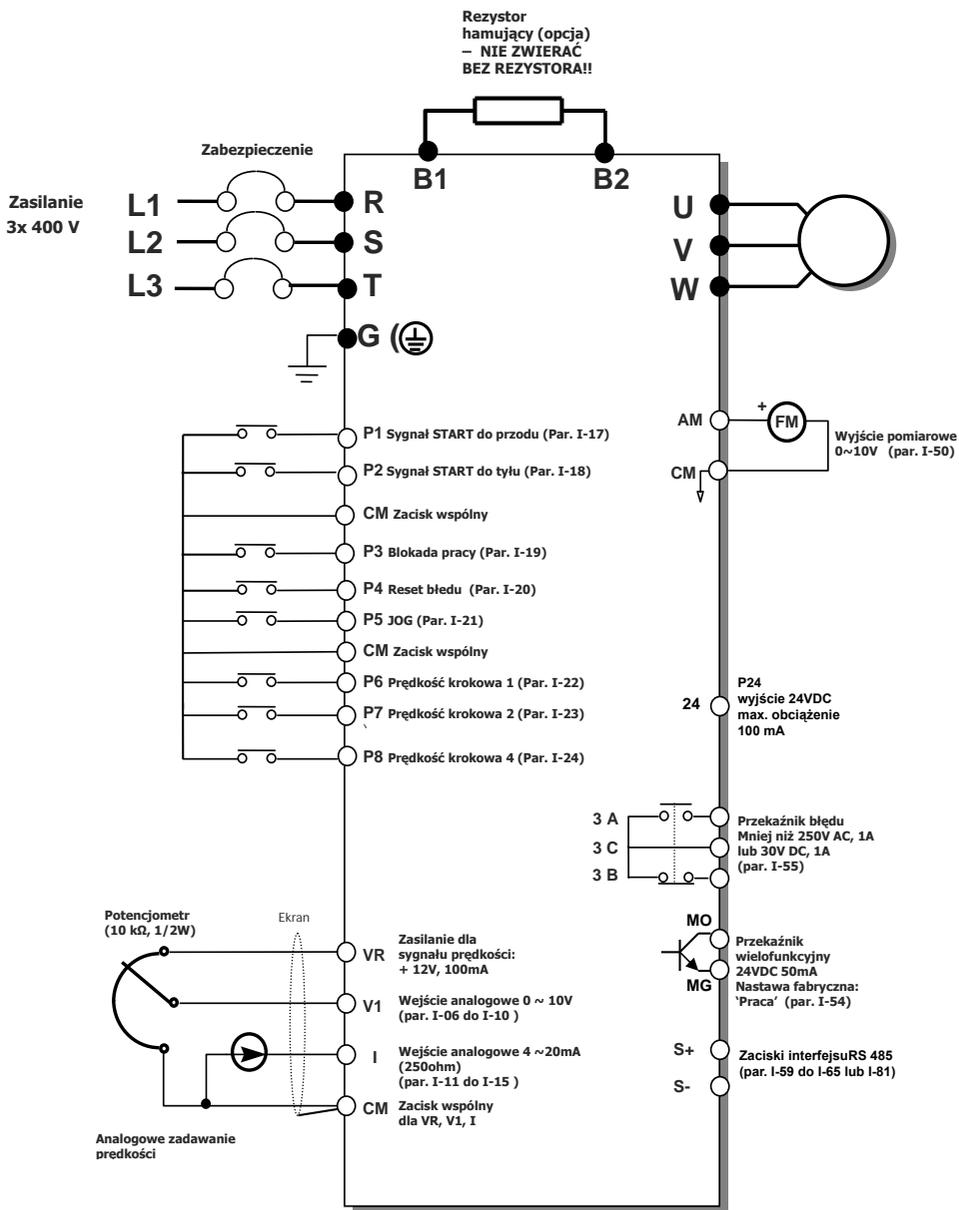 Rezystor
hamujący (opcja)
– NIE ZWIERAĆ
BEZ REZYSTORA!!
Zabezpieczenie
B1
B2
Zasilanie
3x 400 V
L1
R
L2
S
L3
T
G (
U
V
W
P1 Sygnał START do przodu (Par. I-17)
P2 Sygnał START do tyłu (Par. I-18)
CM Zacisk wspólny
P3 Blokada pracy (Par. I-19)
P4 Reset błedu (Par. I-20)
P5 JOG (Par. I-21)
CM Zacisk wspólny
P6 Prędkość krokowa 1 (Par. I-22)
P7 Prędkość krokowa 2 (Par. I-23)
P8 Prędkość krokowa 4 (Par. I-24)
AM
+
FM
CM
Wyjście pomiarowe
0~10V (par. I-50)
24
P24
wyjście 24VDC
max. obciążenie
100 mA
3 A
3 C
3 B
Przekaźnik błędu
Mniej niż 250V AC, 1A
lub 30V DC, 1A
(par. I-55)
MO
MG
Przekaźnik
wielofunkcyjny
24VDC 50mA
Nastawa fabryczna:
‘Praca’ (par. I-54)
S+
S-
Zaciski interfejsuRS 485
(par. I-59 do I-65 lub I-81)
Potencjometr
(10 kΩ, 1/2W)
Ekran
VR
Zasilanie dla
sygnału prędkości:
+ 12V, 100mA
V1
Wejście analogowe 0 ~ 10V
(par. I-06 do I-10 )
I
Wejście analogowe 4 ~20mA
(250ohm)
(par. I-11 do I-15 )
CM
Zacisk wspólny
dla VR, V1, I
Analogowe zadawanie
prędkości